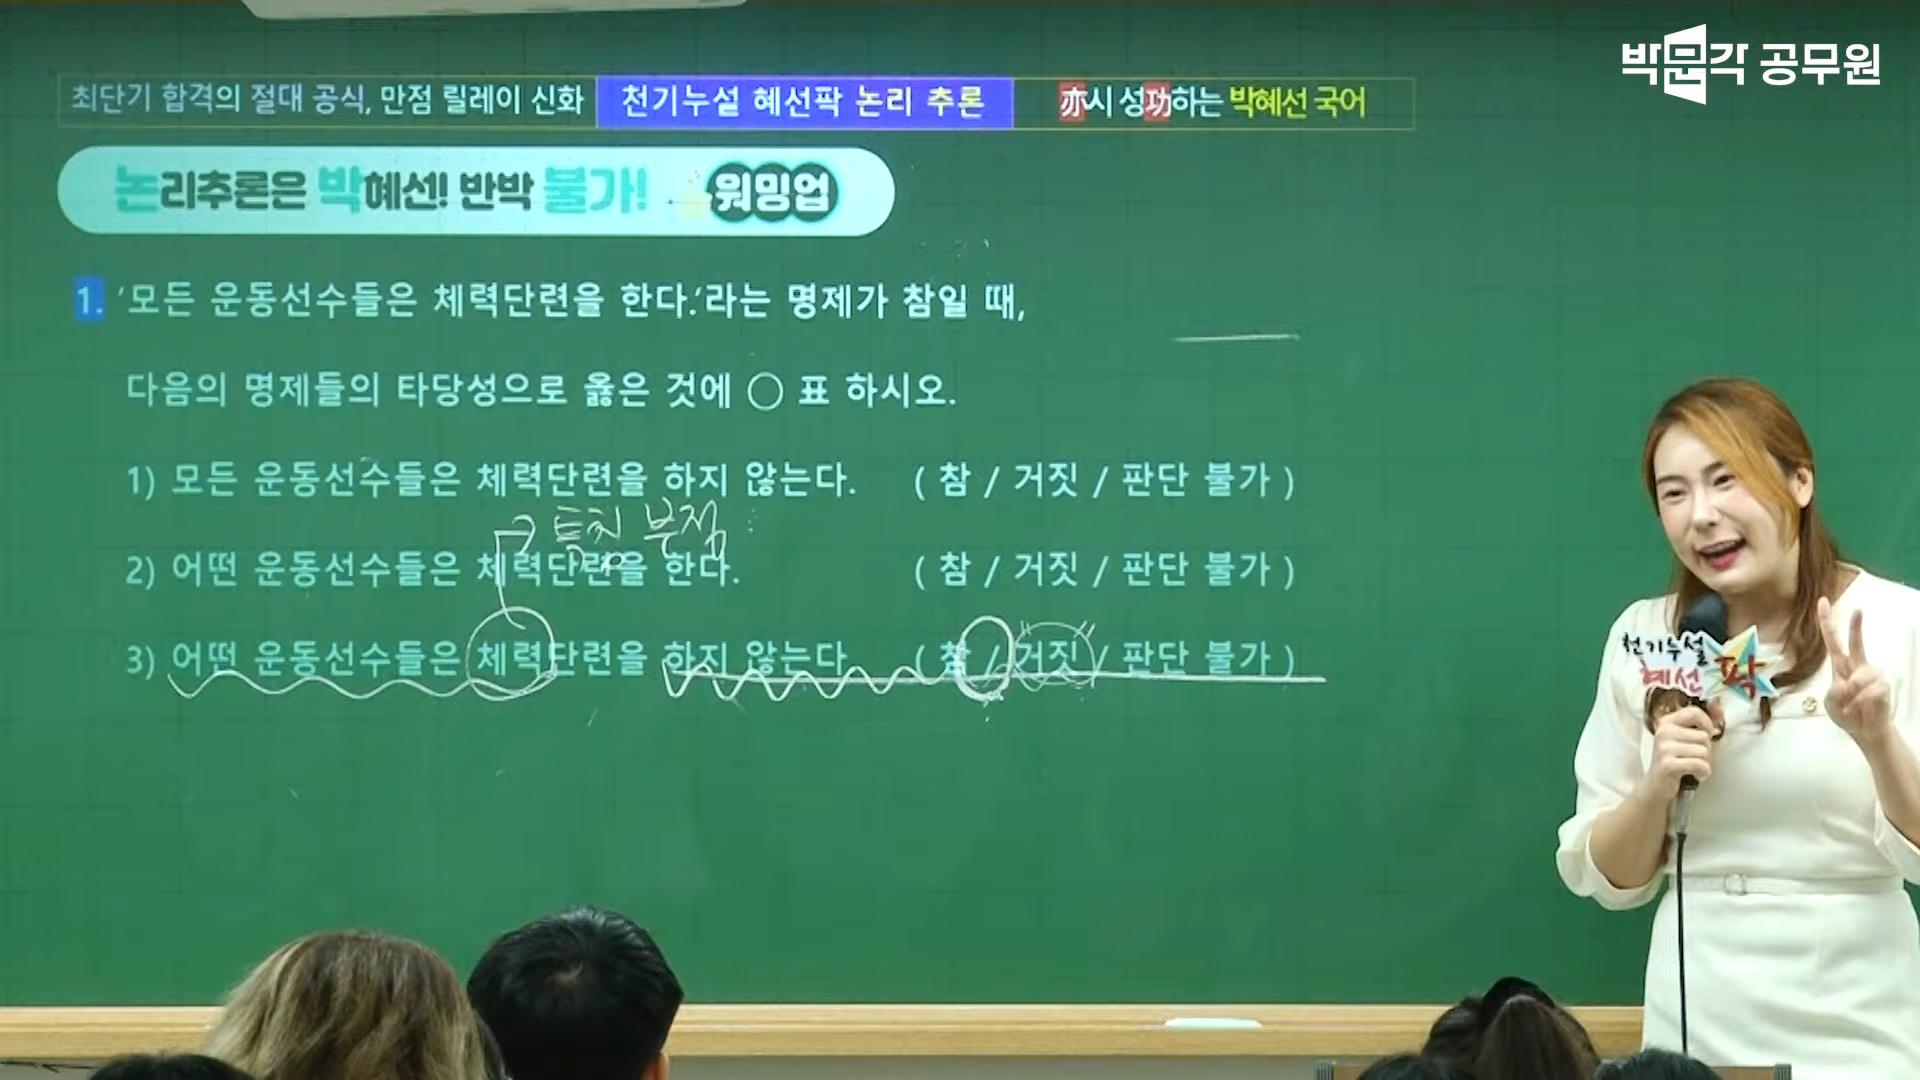 박문각 공무원
최단기 합격의 절대 공식, 만점 릴레이 신화 천기누설 혜선팍 논리 추론 亦시 성功하는 박혜선 국어
논리추론은 박혜선! 반박 불가! 워밍업
1. ‘모든 운동선수들은 체력단련을 한다.’라는 명제가 참일 때,
다음의 명제들의 타당성으로 옳은 것에 ○ 표 하시오.
1) 모든 운동선수들은 체력단련을 하지 않는다. ( 참 / 거짓 / 판단 불가 )
2) 어떤 운동선수들은 체력단련을 한다. ( 참 / 거짓 / 판단 불가 )
3) 어떤 운동선수들은 체력단련을 하지 않는다. ( 참 / 거짓 / 판단 불가 )
천기누설
혜선 팍